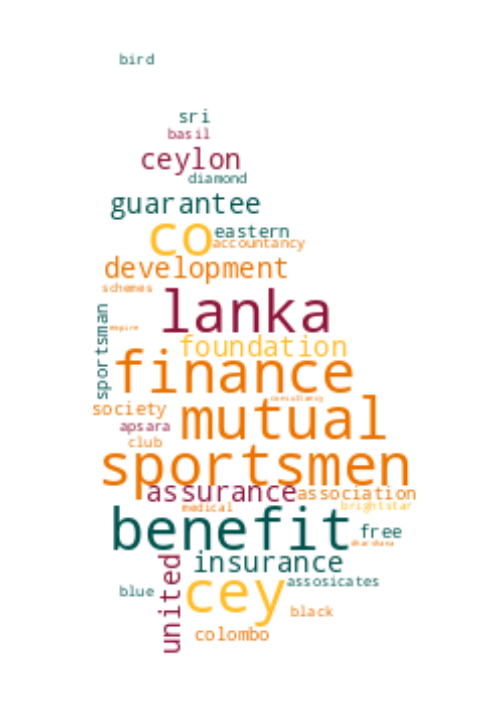 bird
sri
basil
ceylon
diamond
guarantee
co
eastern
accountancy
development
schemes
lanka
sportsman
empire
foundation
finance
consultancy
society
mutual
apsara
club
sportsmen
assurance
association
medical
brightstar
benefit
free
dharshana
insurance
united
assosicates
blue
cey
black
colombo